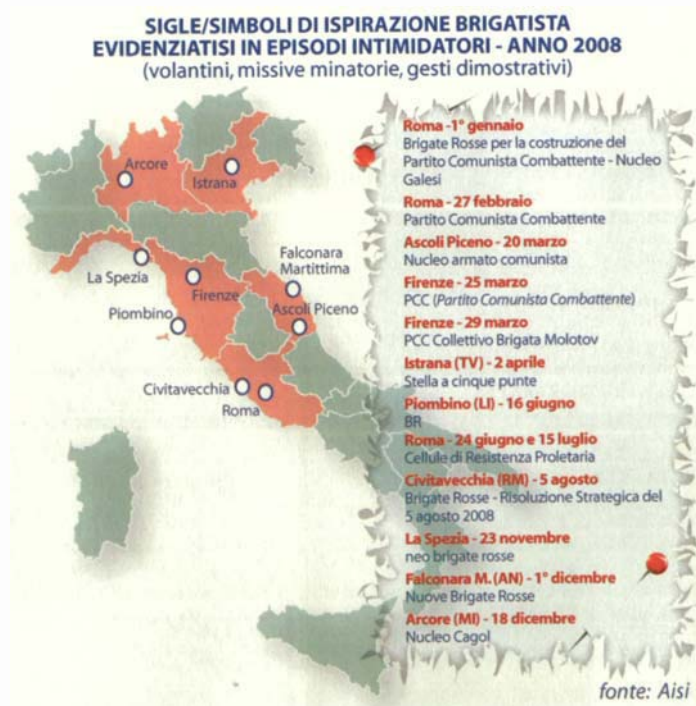 SIGLE/SIMBOLI DI ISPIRAZIONE BRIGATISTA
EVIDENZIATISI IN EPISODI INTIMIDATORI - ANNO 2008
(volantini, missive minatorie, gesti dimostrativi)
Arcore
Istrana
La Spezia
Firenze
Falconara
Martittima
Ascoli Piceno
Piombino
Civitavecchia
Roma
Roma -1° gennaio
Brigate Rosse per la costruzione del
Partito Comunista Combattente - Nucleo
Galesi
Roma - 27 febbraio
Partito Comunista Combattente
Ascoli Piceno - 20 marzo
Nucleo armato comunista
Firenze - 25 marzo
PCC (Partito Comunista Combattente)
Firenze - 29 marzo
PCC Collettivo Brigata Molotov
Istrana (TV) - 2 aprile
Stella a cinque punte
Piombino (LI) - 16 giugno
BR
Roma - 24 giugno e 15 luglio
Cellule di Resistenza Proletaria
Civitavecchia (RM) - 5 agosto
Brigate Rosse - Risoluzione Strategica del
5 agosto 2008
La Spezia - 23 novembre
neo brigate rosse
Falconara M. (AN) - 1° dicembre
Nuove Brigate Rosse
Arcore (MI) - 18 dicembre
Nucleo Cagol
fonte: Aisi